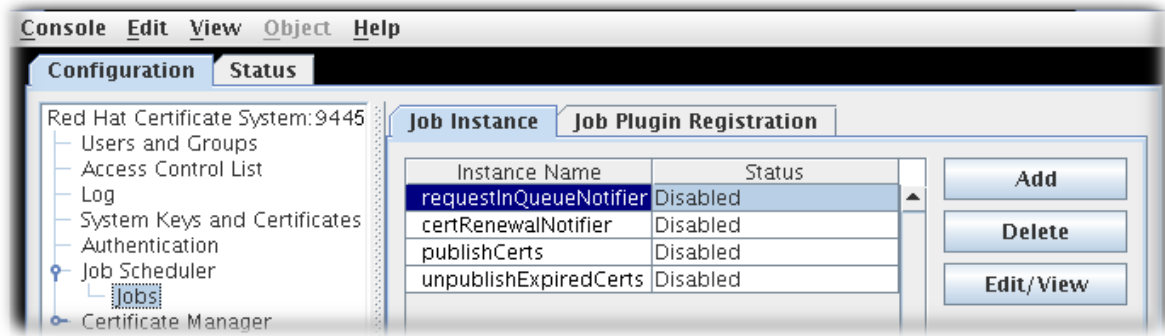 Console Edit View Object Help
Configuration Status
Red Hat Certificate System:9445
Users and Groups
Access Control List
Log
System Keys and Certificates
Authentication
Job Scheduler
Jobs
Certificate Manager
Job Instance Job Plugin Registration
Instance Name Status
requestInQueueNotifier Disabled
certRenewalNotifier Disabled
publishCerts Disabled
unpublishExpiredCerts Disabled
Add
Delete
Edit/View